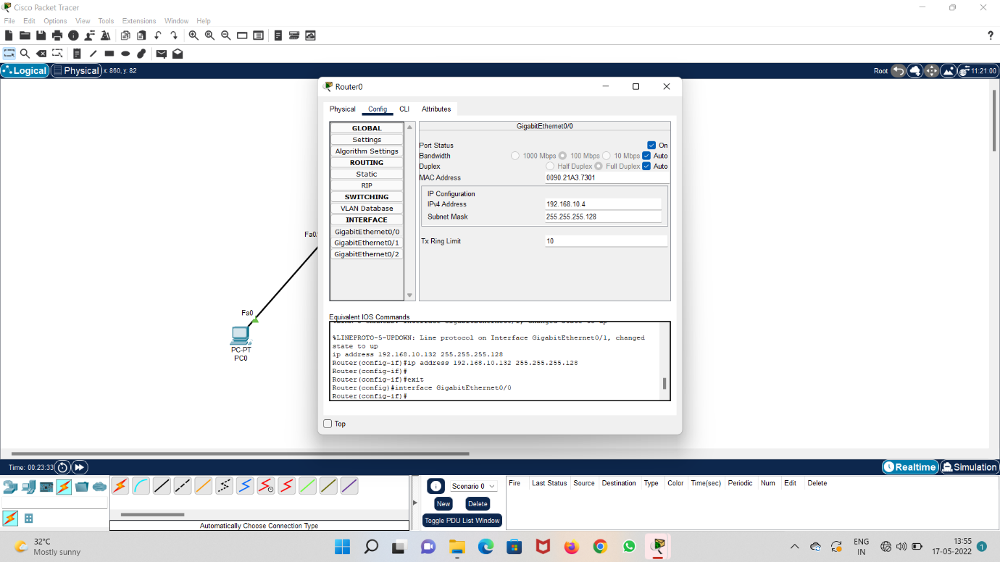 Cisco Packet Tracer
File Edit Options View Tools Extensions Window Help
?
Logical Physical x: 860, y: 82 Root 11:21:00
Router0
Physical Config CLI Attributes
GLOBAL
Settings
Algorithm Settings
ROUTING
Static
RIP
SWITCHING
VLAN Database
INTERFACE
GigabitEthernet0/0
GigabitEthernet0/1
GigabitEthernet0/2
GigabitEthernet0/0
Port Status On
Bandwidth 1000 Mbps 100 Mbps 10 Mbps Auto
Duplex Half Duplex Full Duplex Auto
MAC Address 0090.21A3.7301
IP Configuration
IPv4 Address 192.168.10.4
Subnet Mask 255.255.255.128
Tx Ring Limit 10
Equivalent IOS Commands
%LINEPROTO-5-UPDOWN: Line protocol on Interface GigabitEthernet0/1, changed
state to up
ip address 192.168.10.132 255.255.255.128
Router(config-if)#ip address 192.168.10.132 255.255.255.128
Router(config-if)#
Router(config-if)#exit
Router(config)#interface GigabitEthernet0/0
Router(config-if)#
Top
Fa0
Fa0
PC-PT
PC0
Time: 00:23:33 Realtime Simulation
Scenario 0
New Delete
Toggle PDU List Window
Fire Last Status Source Destination Type Color Time(sec) Periodic Num Edit Delete
Automatically Choose Connection Type
32°C
Mostly sunny
ENG
IN
13:55
17-05-2022
1